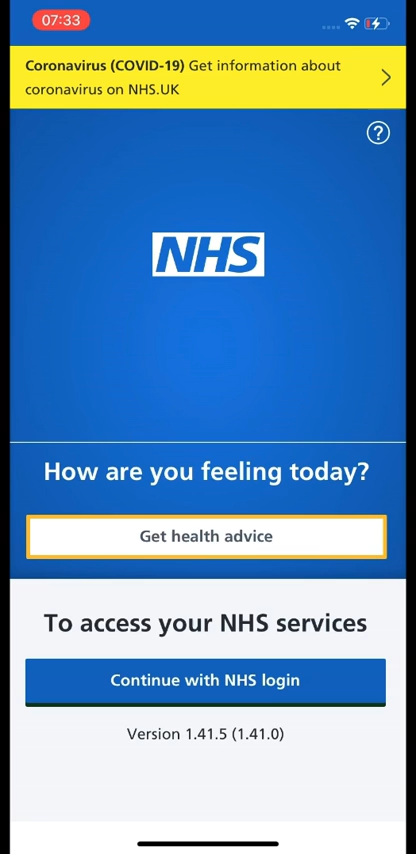 07:33
Coronavirus (COVID-19) Get information about
coronavirus on NHS.UK
?
NHS
How are you feeling today?
Get health advice
To access your NHS services
Continue with NHS login
Version 1.41.5 (1.41.0)